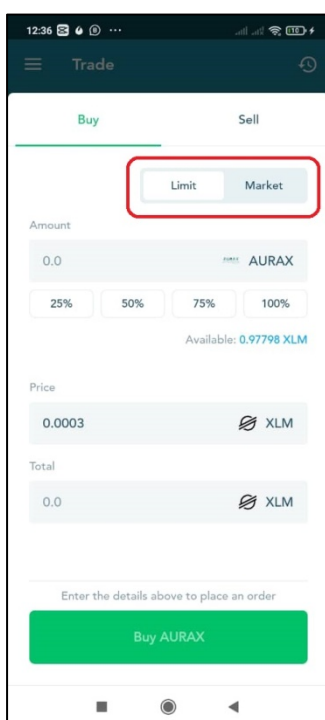 12:36
Trade
Buy Sell
Limit Market
Amount
0.0 AURAX
25% 50% 75% 100%
Available: 0.97798 XLM
Price
0.0003 XLM
Total
0.0 XLM
Enter the details above to place an order
Buy AURAX